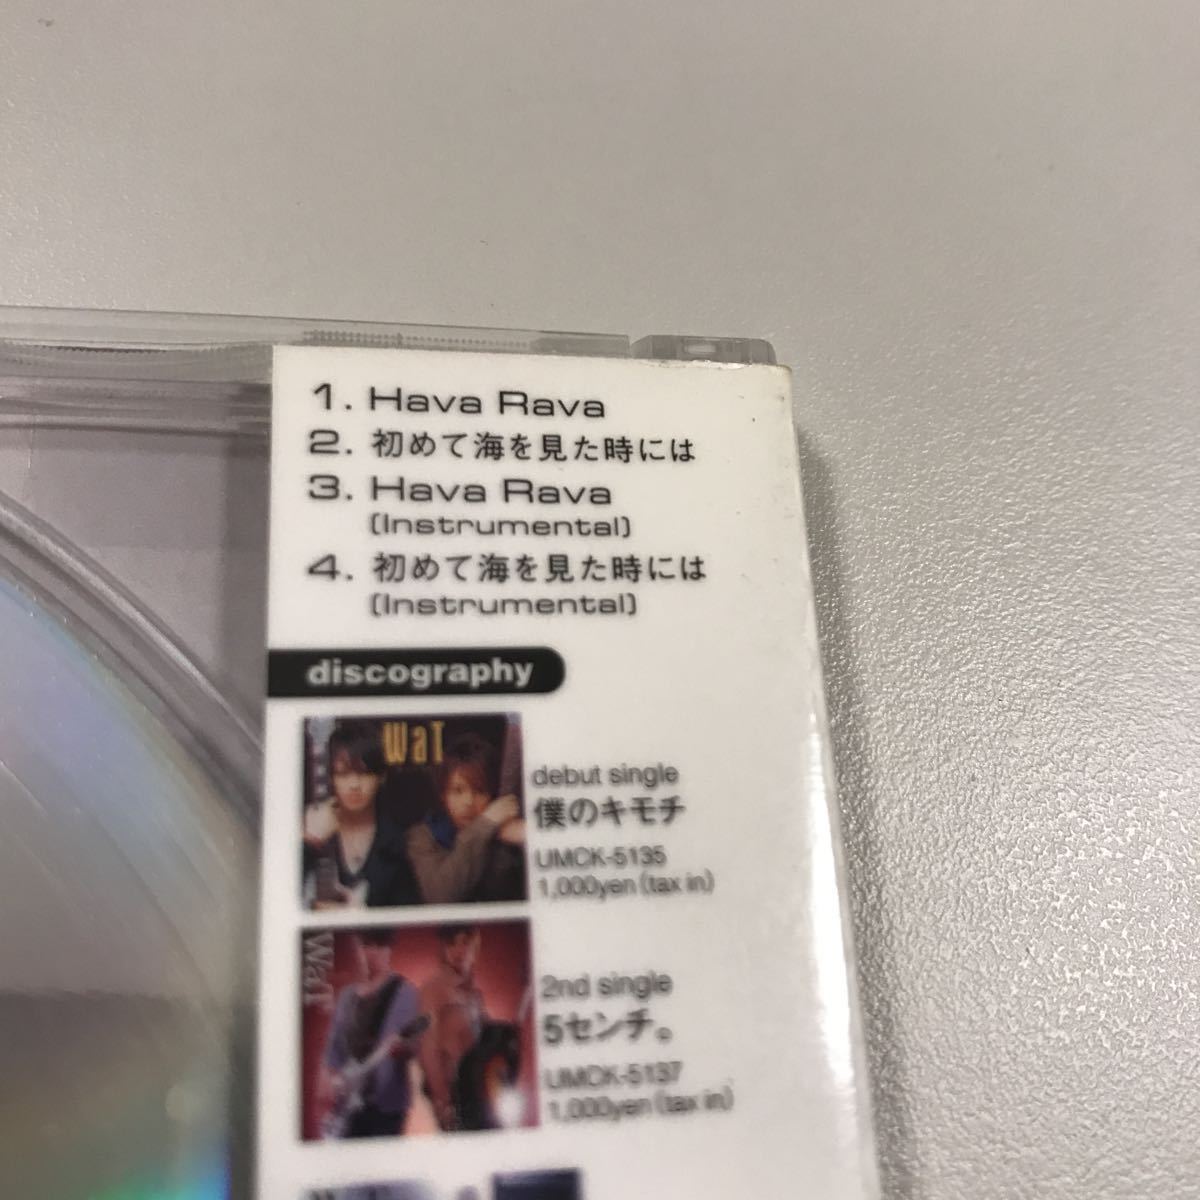 1. Hava Rava
2. 初めて海を見た時には
3. Hava Rava
(Instrumental)
4. 初めて海を見た時には
(Instrumental)
discography
WaT
debut single
僕のキモチ
UMCK-5135
1,000yen (tax in)
WaT
2nd single
5センチ。
UMCK-5137
1,000yen (tax in)